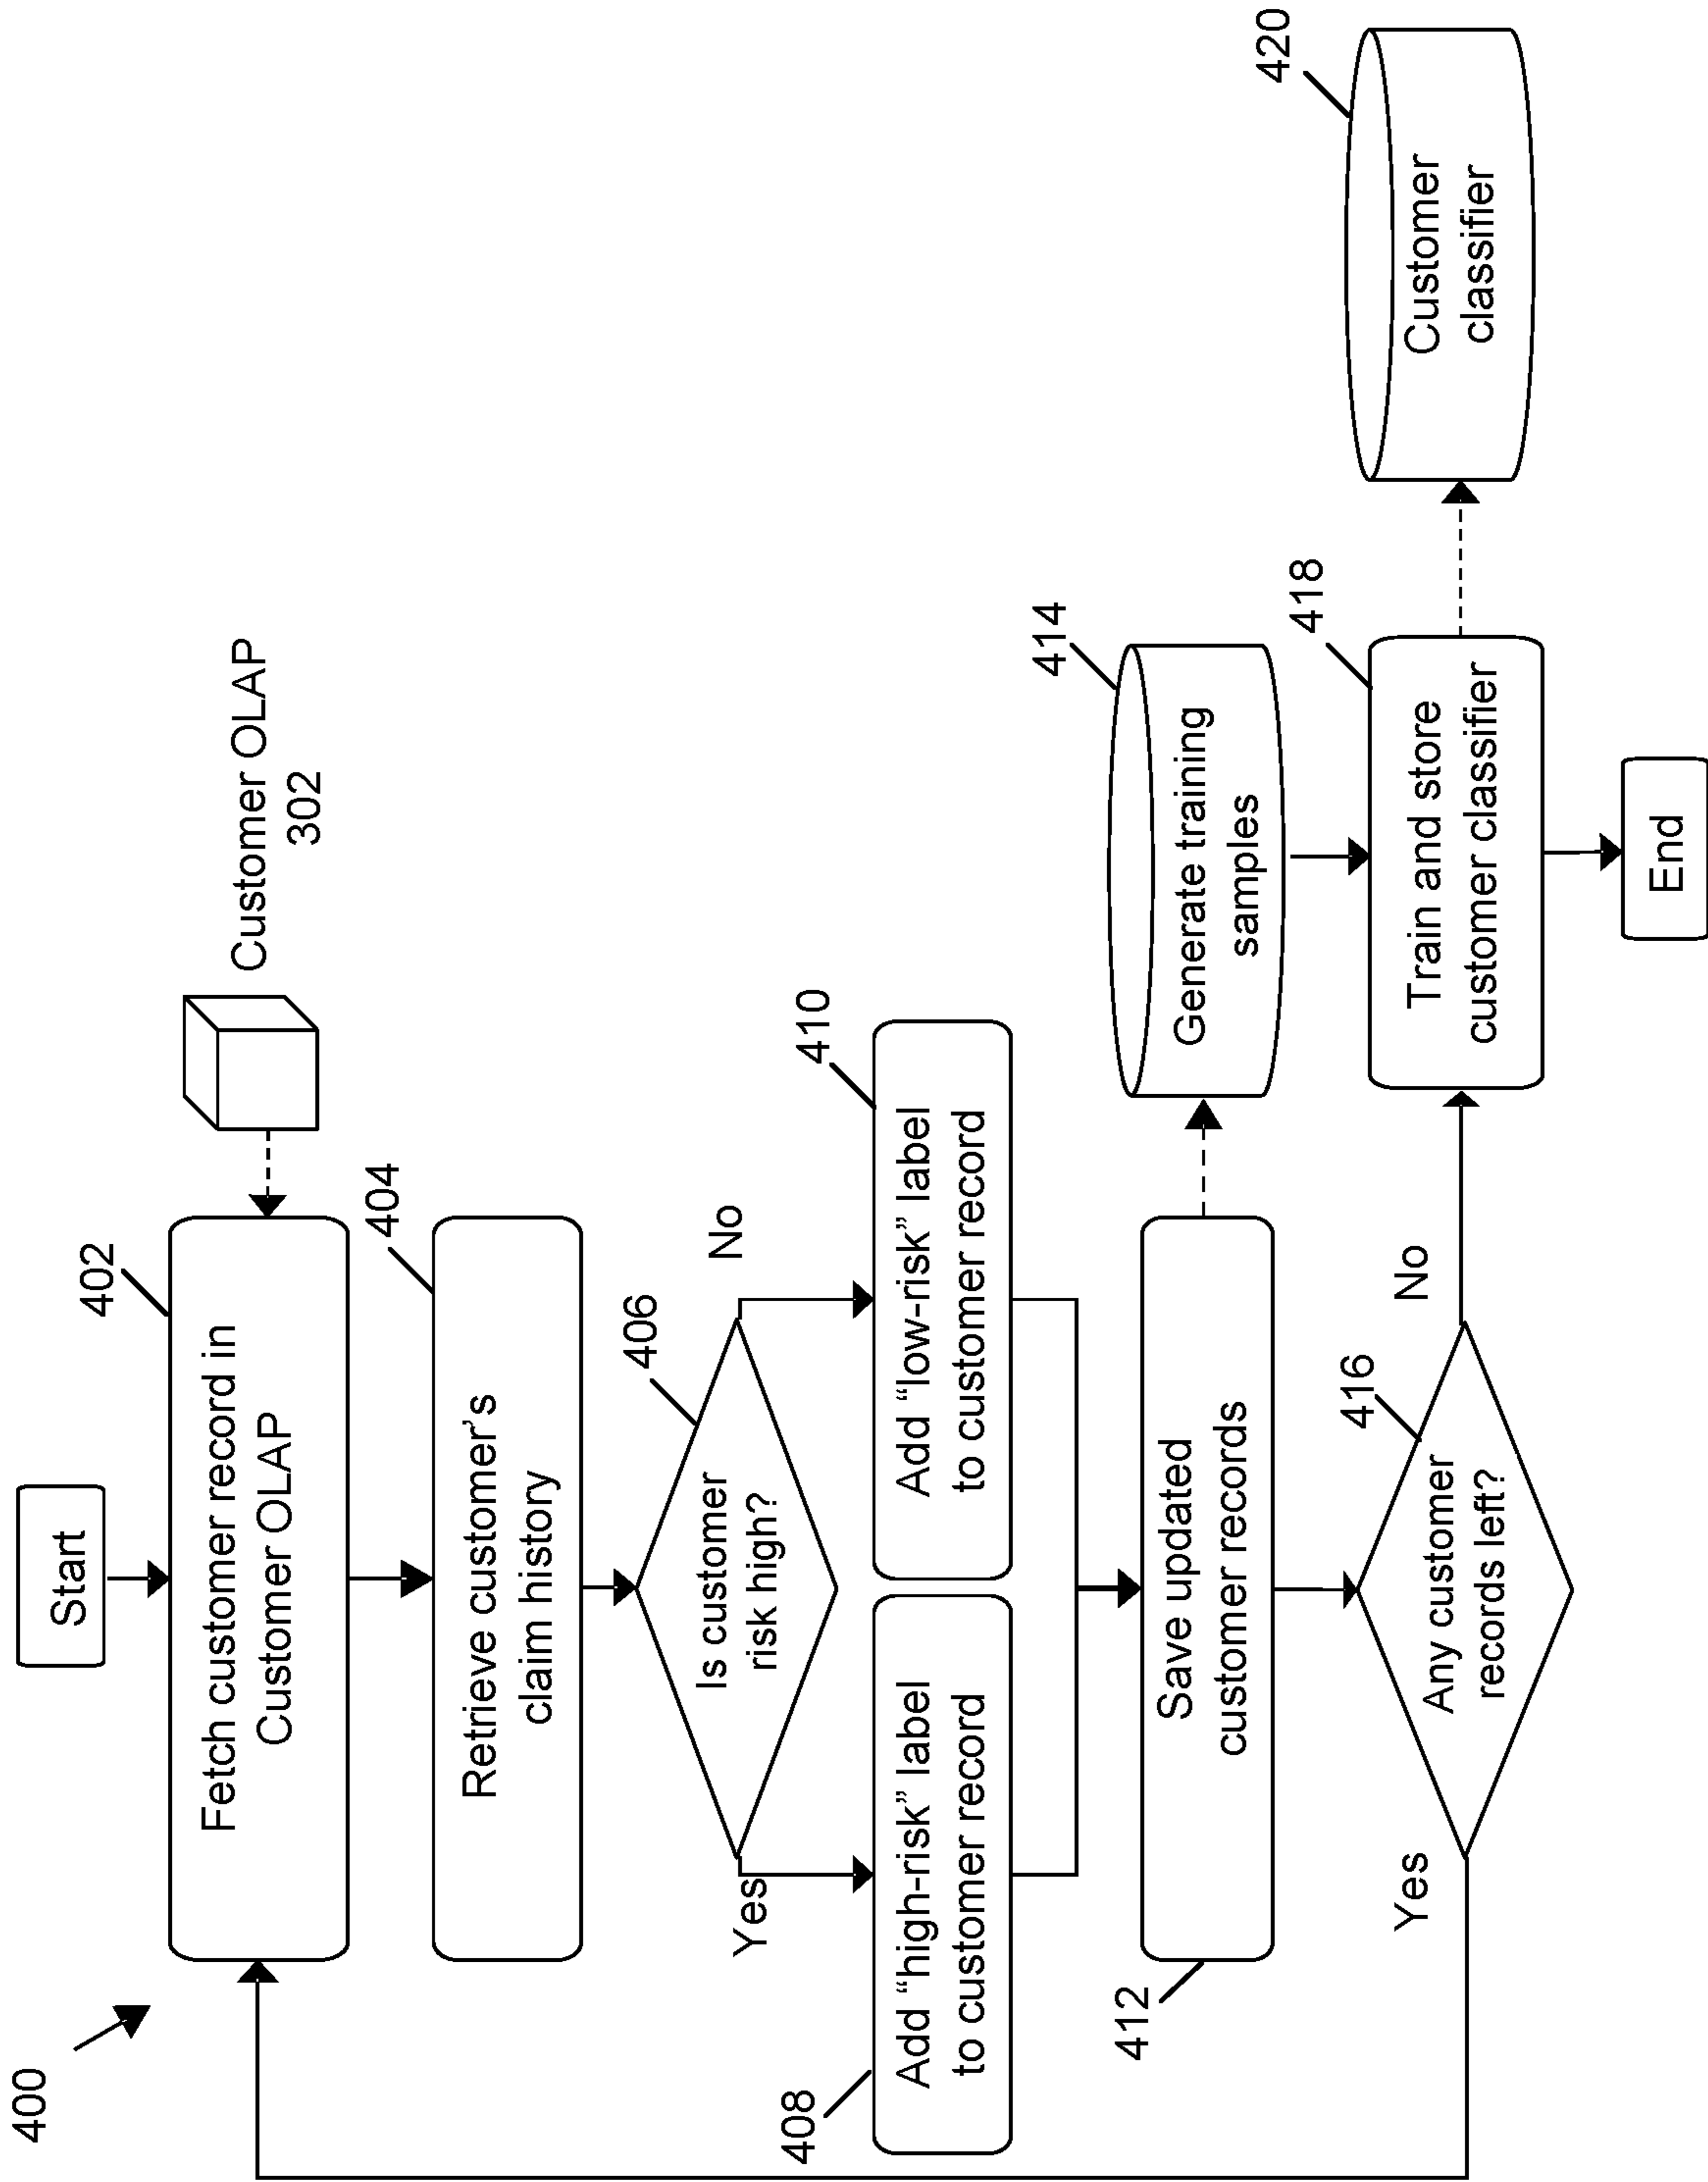 400
Start
402
Fetch customer record in
Customer OLAP
Customer OLAP
302
404
Retrieve customer's
claim history
406
Is customer
risk high?
Yes
No
408
Add “high-risk” label
to customer record
410
Add “low-risk” label
to customer record
412
Save updated
customer records
414
Generate training
samples
416
Any customer
records left?
Yes
No
418
Train and store
customer classifier
420
Customer
classifier
End